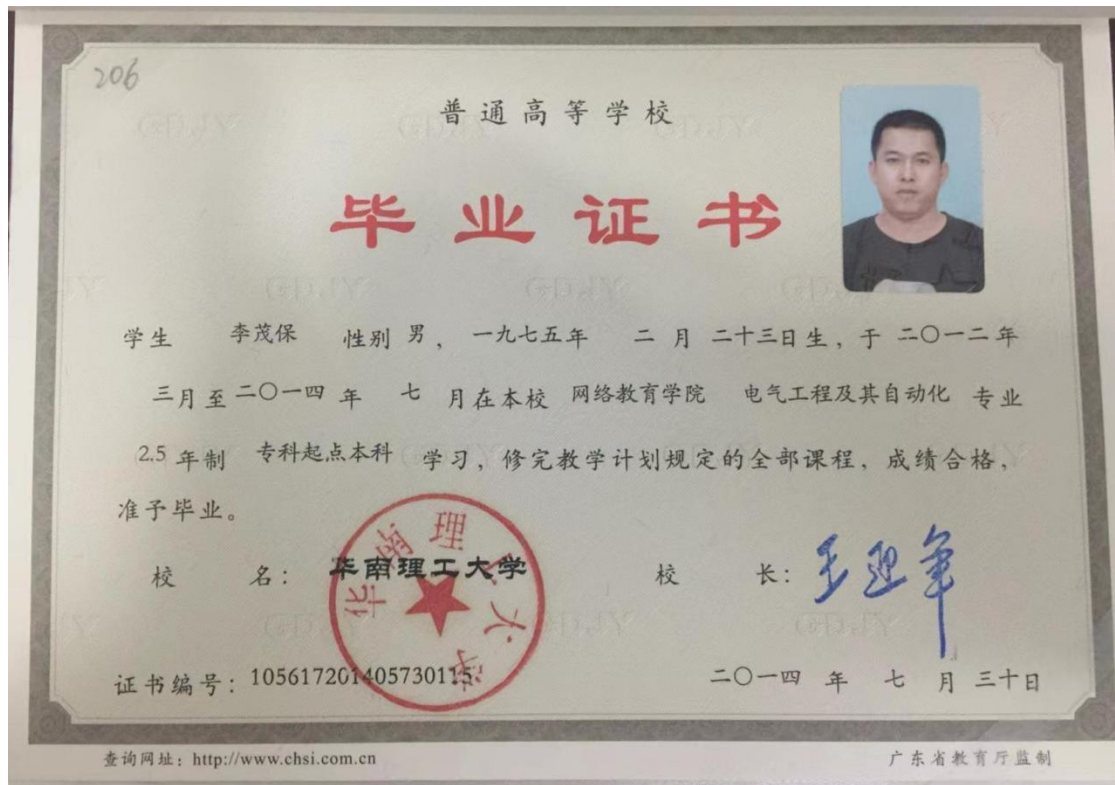 206
普通高等学校
毕业证书
学生 李茂保 性别 男， 一九七五年 二 月 二十三日生，于 二〇一二年
三月至二〇一四 年 七 月在本校 网络教育学院 电气工程及其自动化 专业
2.5 年制 专科起点本科 学习，修完教学计划规定的全部课程，成绩合格，
准予毕业。
校 名： 华南理工大学 校 长：
华南理工大学
证书编号：105617201405730115 二〇一四 年 七 月 三十日
查询网址：http://www.chsi.com.cn 广东省教育厅监制